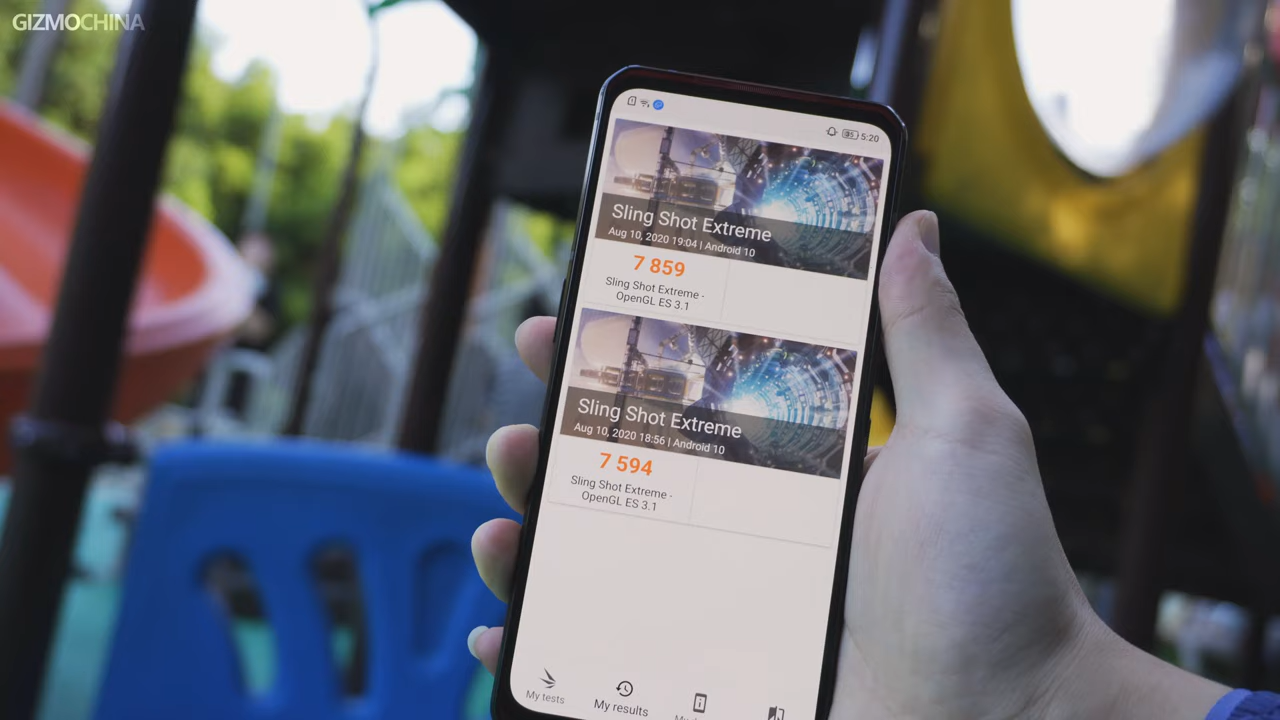 GIZMOCHINA
85 5:20
Sling Shot Extreme
Aug 10, 2020 19:04 | Android 10
7 859
Sling Shot Extreme -
OpenGL ES 3.1
Sling Shot Extreme
Aug 10, 2020 18:56 | Android 10
7 594
Sling Shot Extreme -
OpenGL ES 3.1
My tests
My results